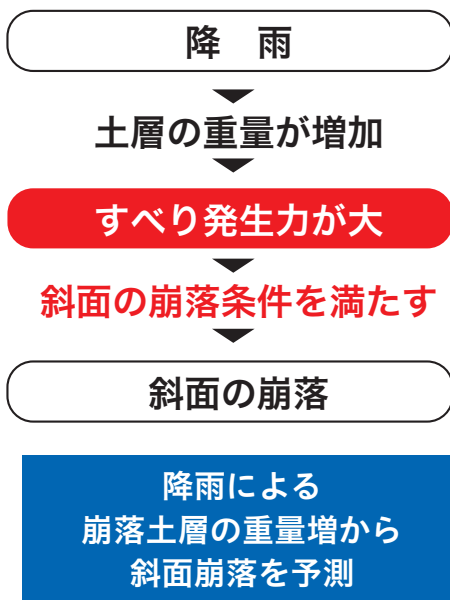 降　雨
土層の重量が増加
すべり発生力が大
斜面の崩落条件を満たす
斜面の崩落
降雨による
崩落土層の重量増から
斜面崩落を予測